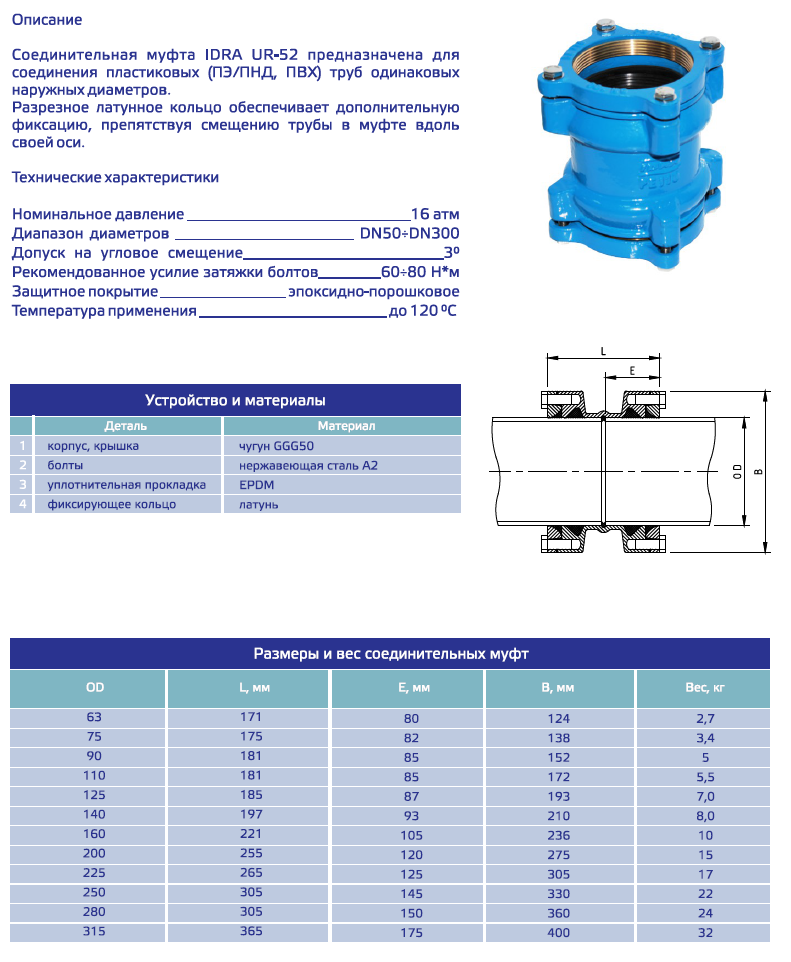 Описание
Соединительная муфта IDRA UR-52 предназначена для
соединения пластиковых (ПЭ/ПНД, ПВХ) труб одинаковых
наружных диаметров.
Разрезное латунное кольцо обеспечивает дополнительную
фиксацию, препятствуя смещению трубы в муфте вдоль
своей оси.
Технические характеристики
Номинальное давление 16 атм
Диапазон диаметров DN50÷DN300
Допуск на угловое смещение 3º
Рекомендованное усилие затяжки болтов 60÷80 Н*м
Защитное покрытие эпоксидно-порошковое
Температура применения до 120 ºС
L
E
OD
B
Устройство и материалы
Деталь Материал
1 корпус, крышка чугун GGG50
2 болты нержавеющая сталь А2
3 уплотнительная прокладка EPDM
4 фиксирующее кольцо латунь
Размеры и вес соединительных муфт
OD L, мм E, мм B, мм Вес, кг
63 171 80 124 2,7
75 175 82 138 3,4
90 181 85 152 5
110 181 85 172 5,5
125 185 87 193 7,0
140 197 93 210 8,0
160 221 105 236 10
200 255 120 275 15
225 265 125 305 17
250 305 145 330 22
280 305 150 360 24
315 365 175 400 32